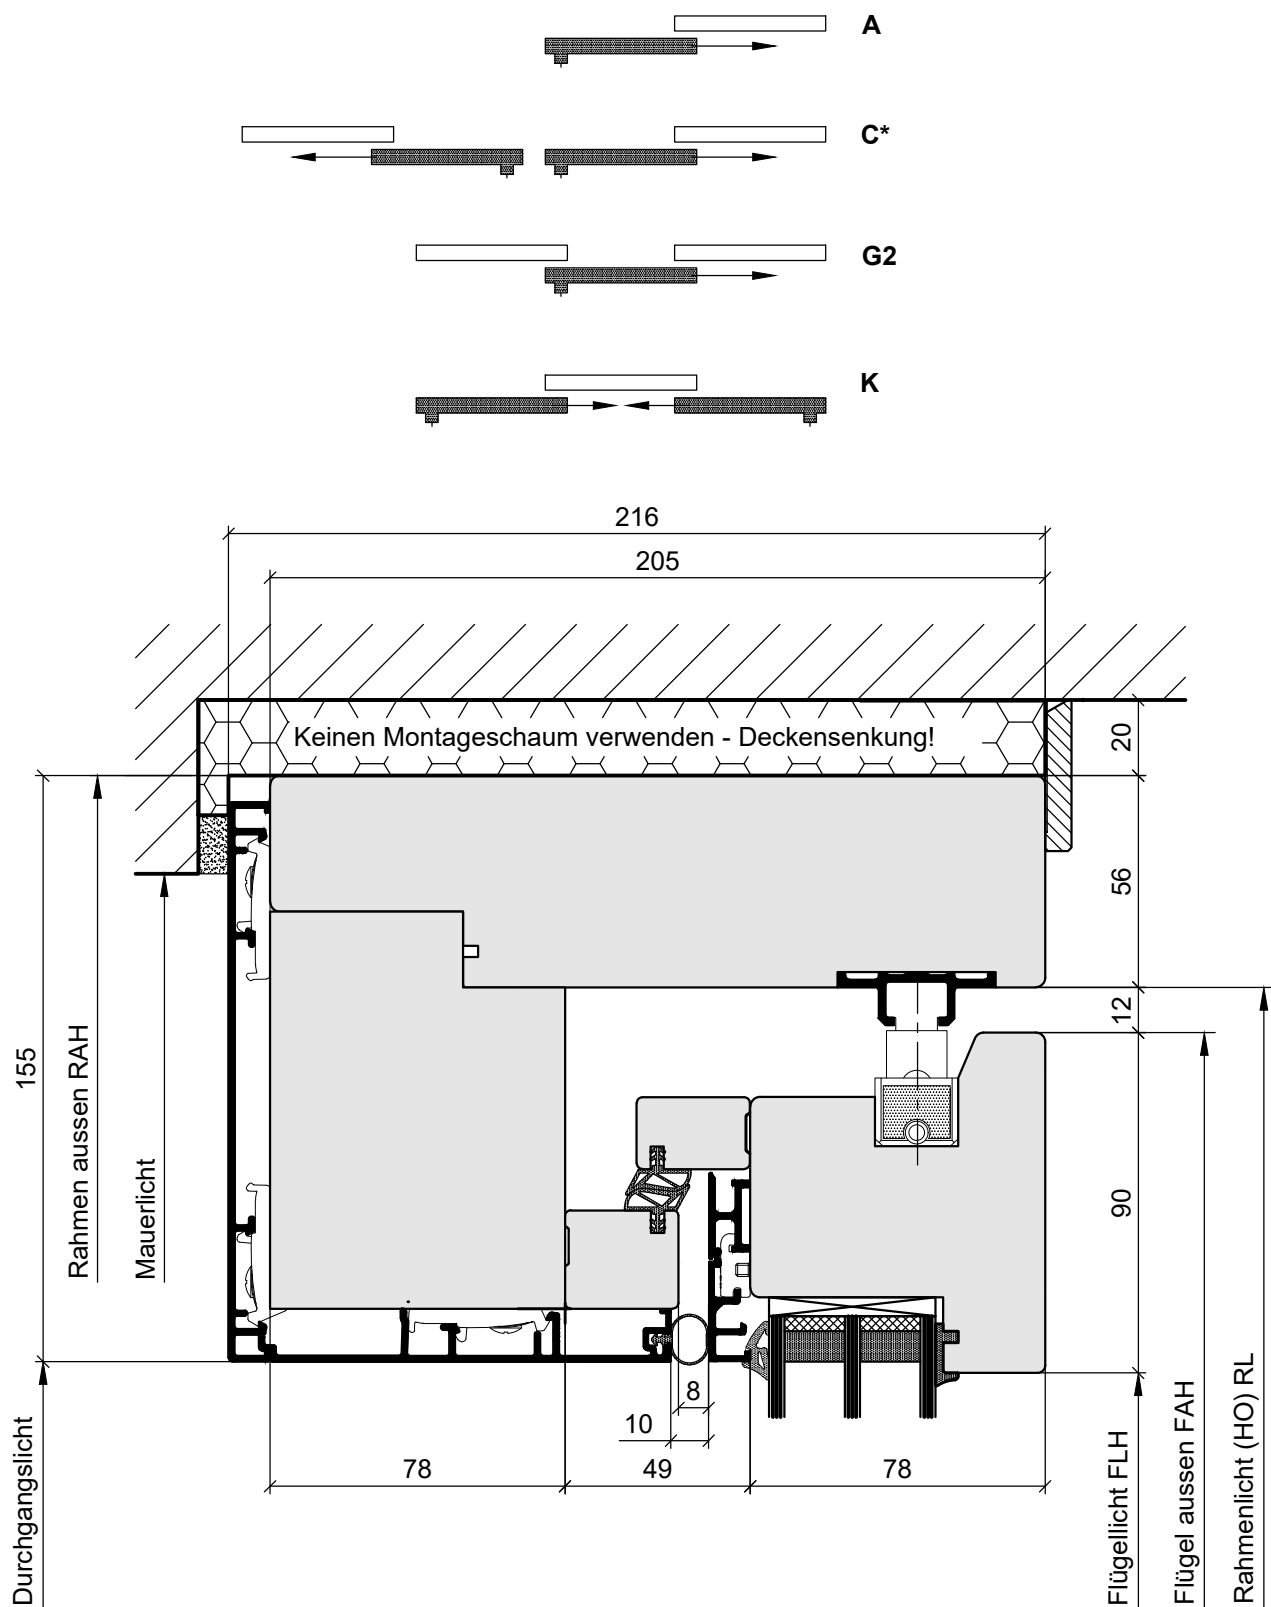 A
C*
G2
K
216
205
Keinen Montageschaum verwenden - Deckensenkung!
20
56
12
90
155
Rahmen aussen RAH
Mauerlicht
Durchgangslicht
8
10
78
49
78
Flügellicht FLH
Flügel aussen FAH
Rahmenlicht (HO) RL